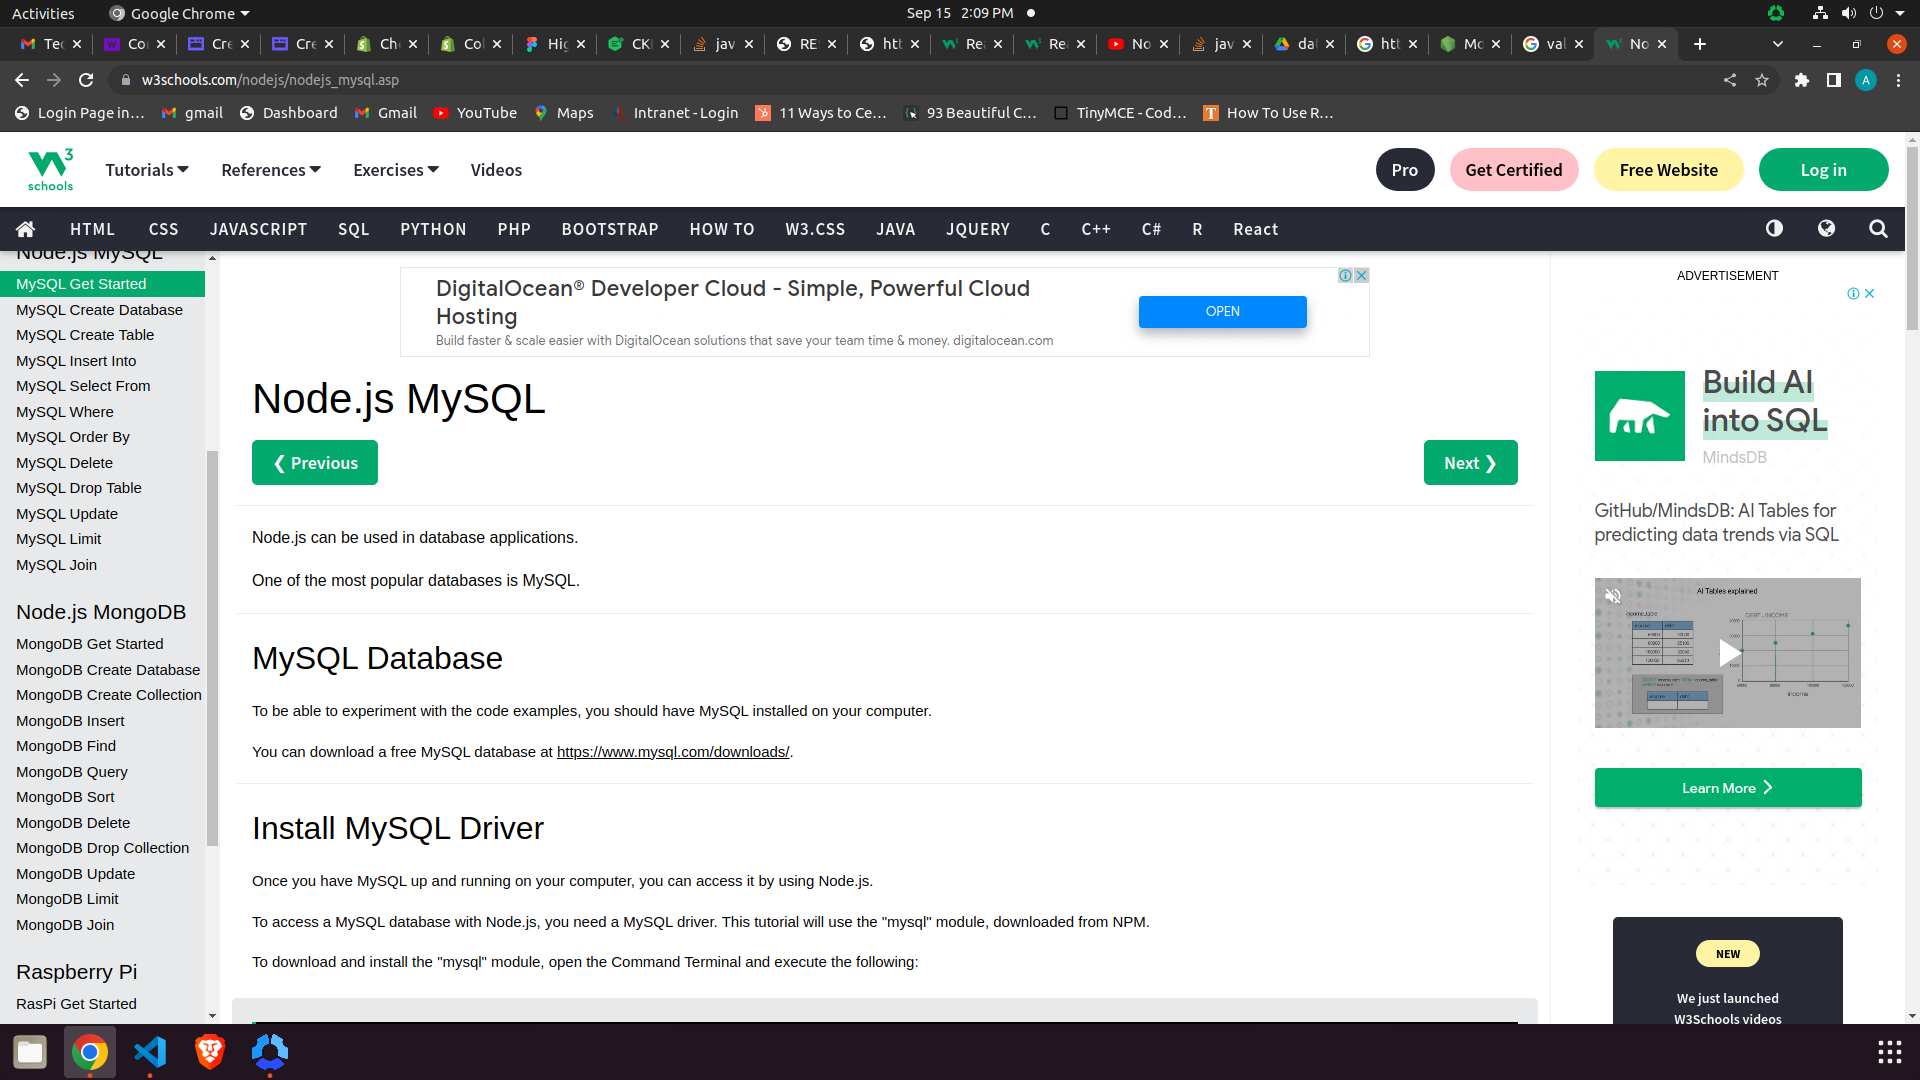 Activities
Google Chrome
Sep 15 2:09 PM
Tec
Co
Cre
Cre
Che
Col
Hig
CKE
jav
RE
htt
Rea
Rea
No
jav
dat
htt
Mo
val
No
w3schools.com/nodejs/nodejs_mysql.asp
A
Login Page in…
gmail
Dashboard
Gmail
YouTube
Maps
Intranet - Login
11 Ways to Ce…
93 Beautiful C…
TinyMCE - Cod…
How To Use R…
W3 schools
Tutorials
References
Exercises
Videos
Pro
Get Certified
Free Website
Log in
HTML
CSS
JAVASCRIPT
SQL
PYTHON
PHP
BOOTSTRAP
HOW TO
W3.CSS
JAVA
JQUERY
C
C++
C#
R
React
Node.js MySQL
MySQL Get Started
MySQL Create Database
MySQL Create Table
MySQL Insert Into
MySQL Select From
MySQL Where
MySQL Order By
MySQL Delete
MySQL Drop Table
MySQL Update
MySQL Limit
MySQL Join
Node.js MongoDB
MongoDB Get Started
MongoDB Create Database
MongoDB Create Collection
MongoDB Insert
MongoDB Find
MongoDB Query
MongoDB Sort
MongoDB Delete
MongoDB Drop Collection
MongoDB Update
MongoDB Limit
MongoDB Join
Raspberry Pi
RasPi Get Started
DigitalOcean® Developer Cloud - Simple, Powerful Cloud
Hosting
Build faster & scale easier with DigitalOcean solutions that save your team time & money. digitalocean.com
OPEN
Node.js MySQL
❮ Previous
Next ❯
Node.js can be used in database applications.
One of the most popular databases is MySQL.
MySQL Database
To be able to experiment with the code examples, you should have MySQL installed on your computer.
You can download a free MySQL database at https://www.mysql.com/downloads/.
Install MySQL Driver
Once you have MySQL up and running on your computer, you can access it by using Node.js.
To access a MySQL database with Node.js, you need a MySQL driver. This tutorial will use the "mysql" module, downloaded from NPM.
To download and install the "mysql" module, open the Command Terminal and execute the following:
ADVERTISEMENT
Build AI
into SQL
MindsDB
GitHub/MindsDB: AI Tables for
predicting data trends via SQL
AI Tables explained
income_table
DEBT - INCOME
income
Learn More
NEW
We just launched
W3Schools videos